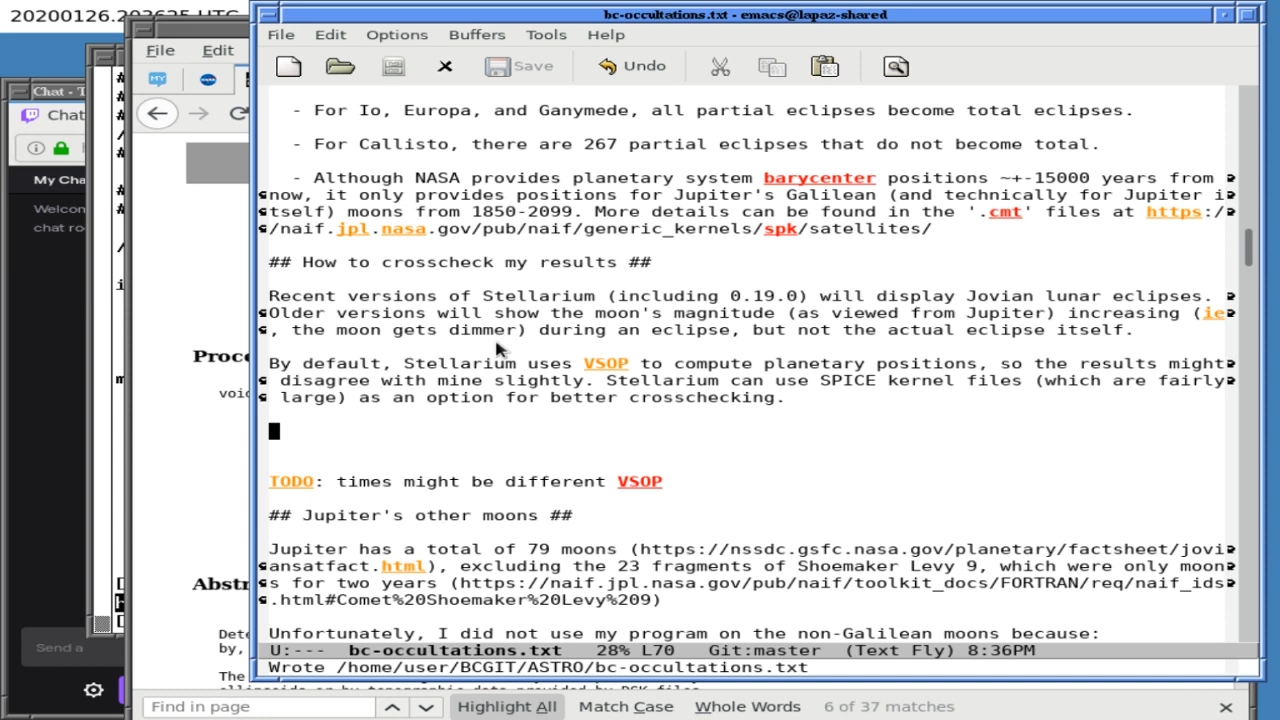 20200126.203625 UTC
bc-occultations.txt - emacs@lapaz-shared
File Edit Options Buffers Tools Help
Save Undo
- For Io, Europa, and Ganymede, all partial eclipses become total eclipses.
- For Callisto, there are 267 partial eclipses that do not become total.
- Although NASA provides planetary system barycenter positions ~+-15000 years from
now, it only provides positions for Jupiter's Galilean (and technically for Jupiter i
tself) moons from 1850-2099. More details can be found in the '.cmt' files at https:/
/naif.jpl.nasa.gov/pub/naif/generic_kernels/spk/satellites/
## How to crosscheck my results ##
Recent versions of Stellarium (including 0.19.0) will display Jovian lunar eclipses.
Older versions will show the moon's magnitude (as viewed from Jupiter) increasing (ie
, the moon gets dimmer) during an eclipse, but not the actual eclipse itself.
By default, Stellarium uses VSOP to compute planetary positions, so the results might
disagree with mine slightly. Stellarium can use SPICE kernel files (which are fairly
large) as an option for better crosschecking.
TODO: times might be different VSOP
## Jupiter's other moons ##
Jupiter has a total of 79 moons (https://nssdc.gsfc.nasa.gov/planetary/factsheet/jovi
ansatfact.html), excluding the 23 fragments of Shoemaker Levy 9, which were only moon
s for two years (https://naif.jpl.nasa.gov/pub/naif/toolkit_docs/FORTRAN/req/naif_ids
.html#Comet%20Shoemaker%20Levy%209)
Unfortunately, I did not use my program on the non-Galilean moons because:
U:--- bc-occultations.txt 28% L70 Git:master (Text Fly) 8:36PM
Wrote /home/user/BCGIT/ASTRO/bc-occultations.txt
File Edit
MY
Chat - T
Chat
My Cha
Welcon
chat ro
Send a
Proce
voic
Abstr
Dete
by,
The
Find in page Highlight All Match Case Whole Words 6 of 37 matches